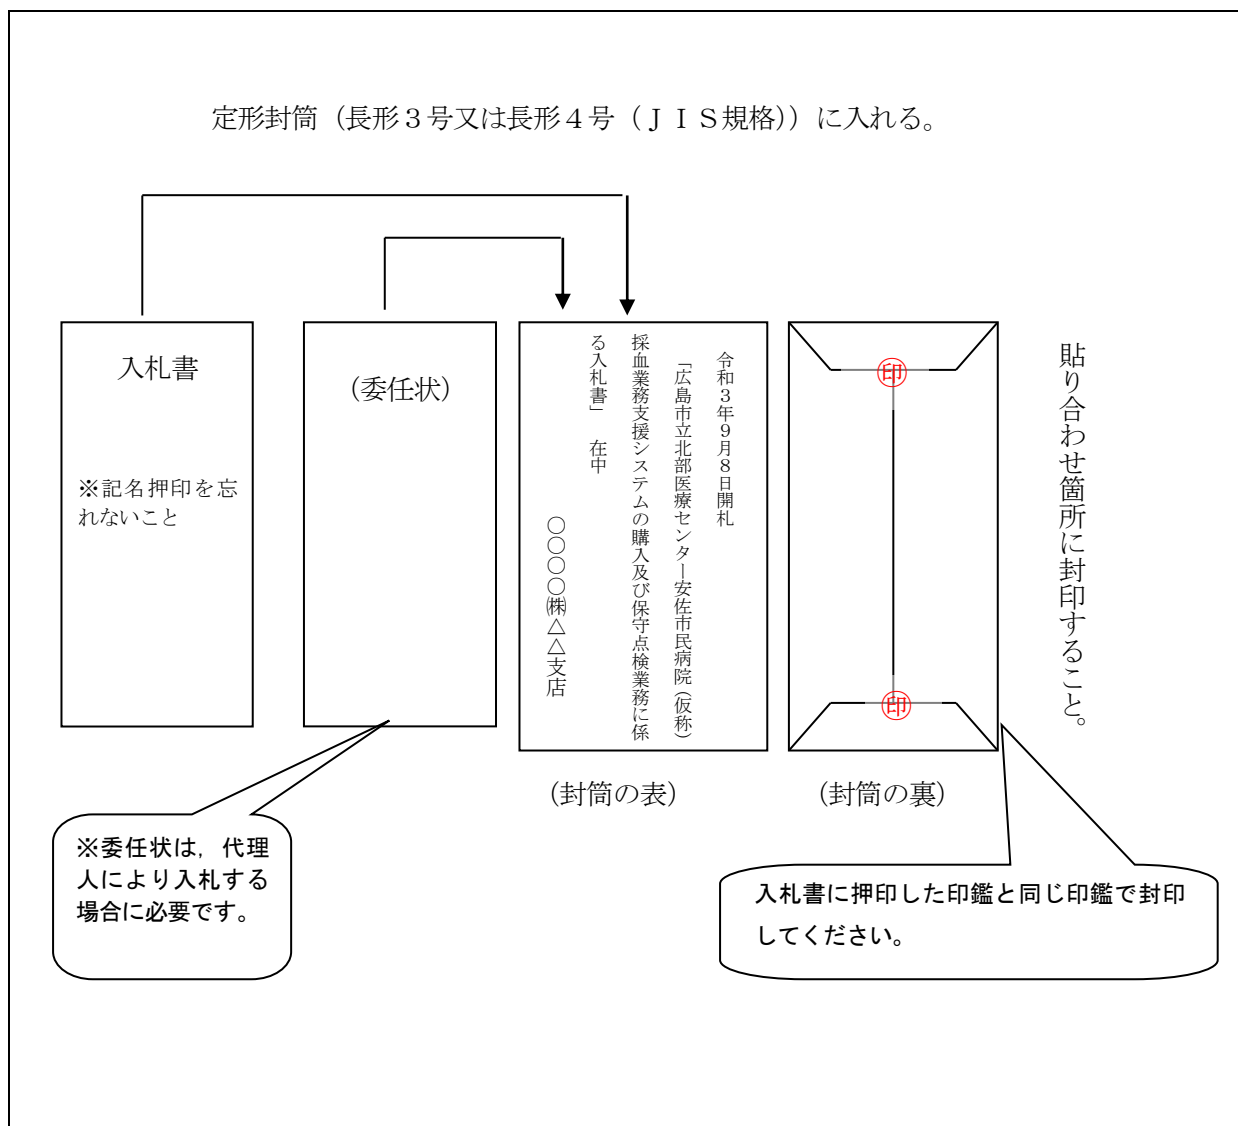 定形封筒（長形３号又は長形４号（ＪＩＳ規格））に入れる。
入札書
※記名押印を忘
れないこと
（委任状）
令和３年９月８日開札
「広島市立北部医療センター安佐市民病院（仮称）
採血業務支援システムの購入及び保守点検業務に係
る入札書」　在中
〇〇〇〇㈱△△支店
印
印
貼り合わせ箇所に封印すること。
（封筒の表）
（封筒の裏）
※委任状は，代理
人により入札する
場合に必要です。
入札書に押印した印鑑と同じ印鑑で封印
してください。